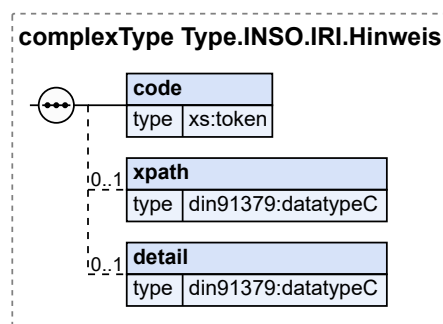 complexType Type.INSO.IRI.Hinweis
code
type xs:token
0..1 xpath
type din91379:datatypeC
0..1 detail
type din91379:datatypeC